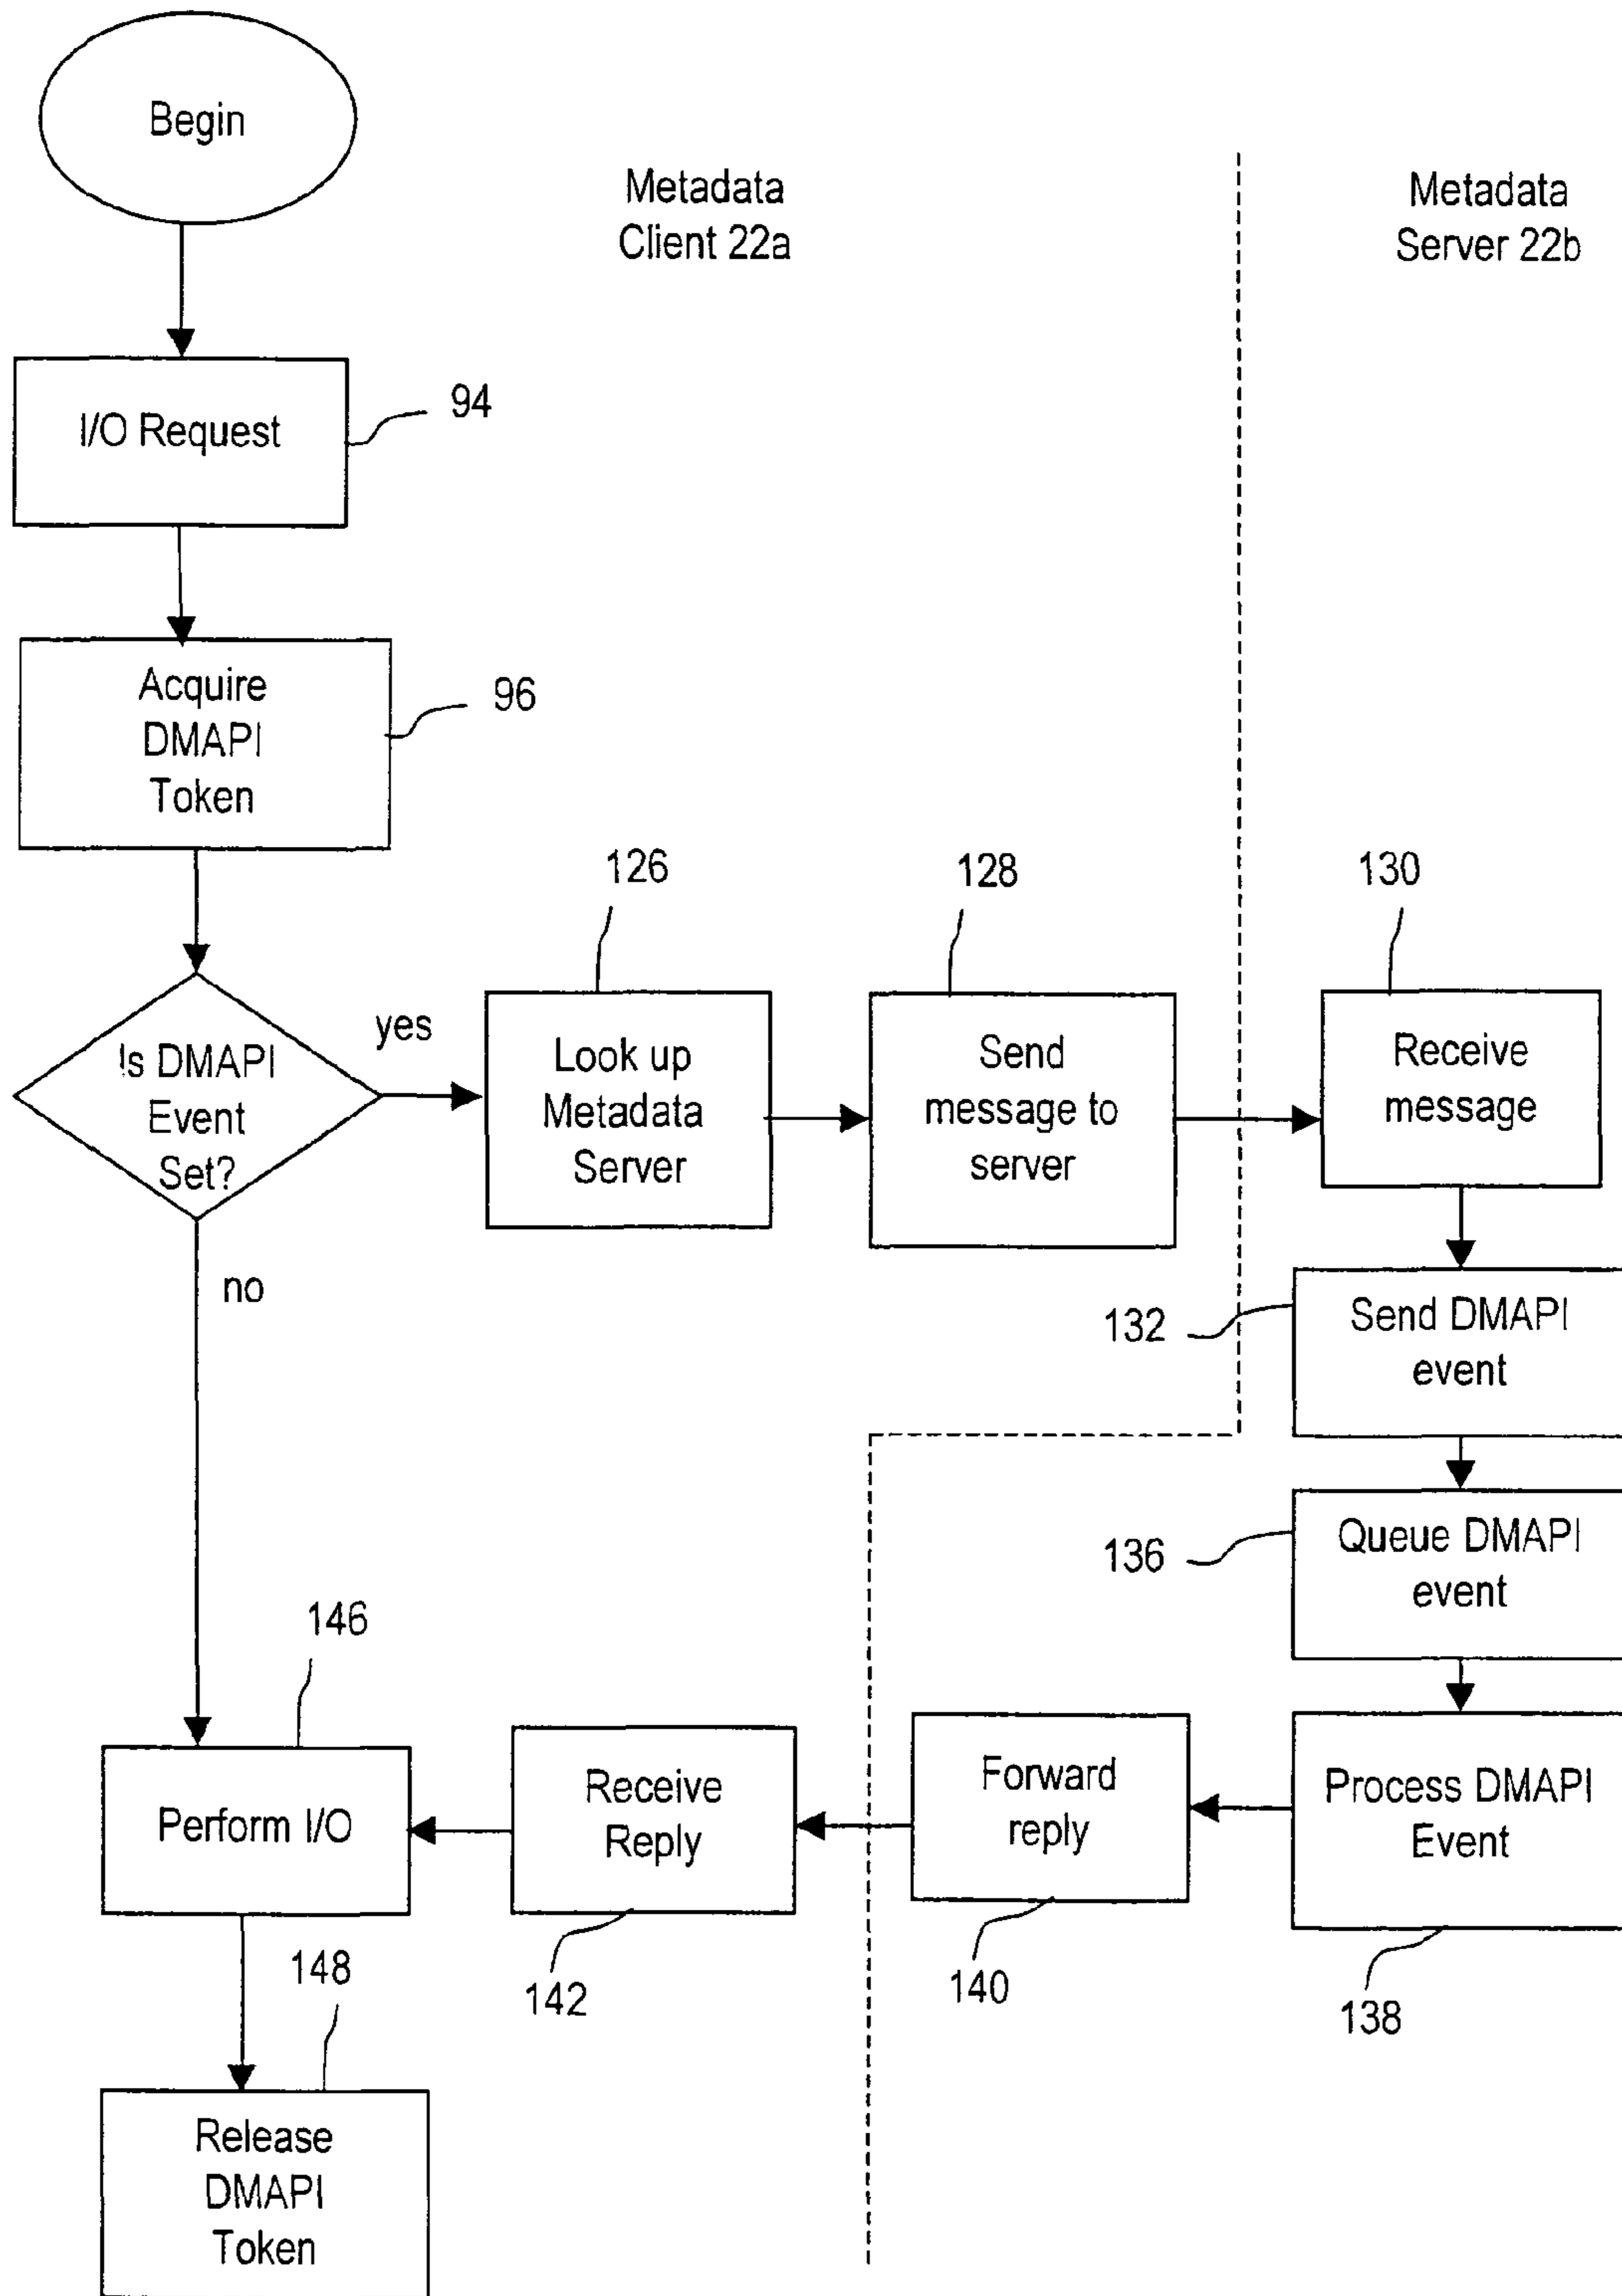 Begin
Metadata
Client 22a
Metadata
Server 22b
I/O Request
94
Acquire
DMAPI
Token
96
Is DMAPI
Event
Set?
yes
no
126
Look up
Metadata
Server
128
Send
message to
server
130
Receive
message
132
Send DMAPI
event
136
Queue DMAPI
event
146
Perform I/O
Receive
Reply
142
Forward
reply
140
Process DMAPI
Event
138
148
Release
DMAPI
Token